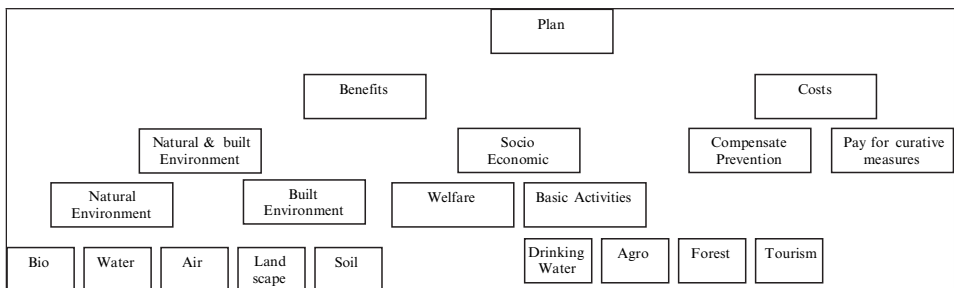 Plan
Benefits
Costs
Natural & built
Environment
Socio
Economic
Compensate
Prevention
Pay for curative
measures
Natural
Environment
Built
Environment
Welfare
Basic Activities
Bio
Water
Air
Land
scape
Soil
Drinking
Water
Agro
Forest
Tourism